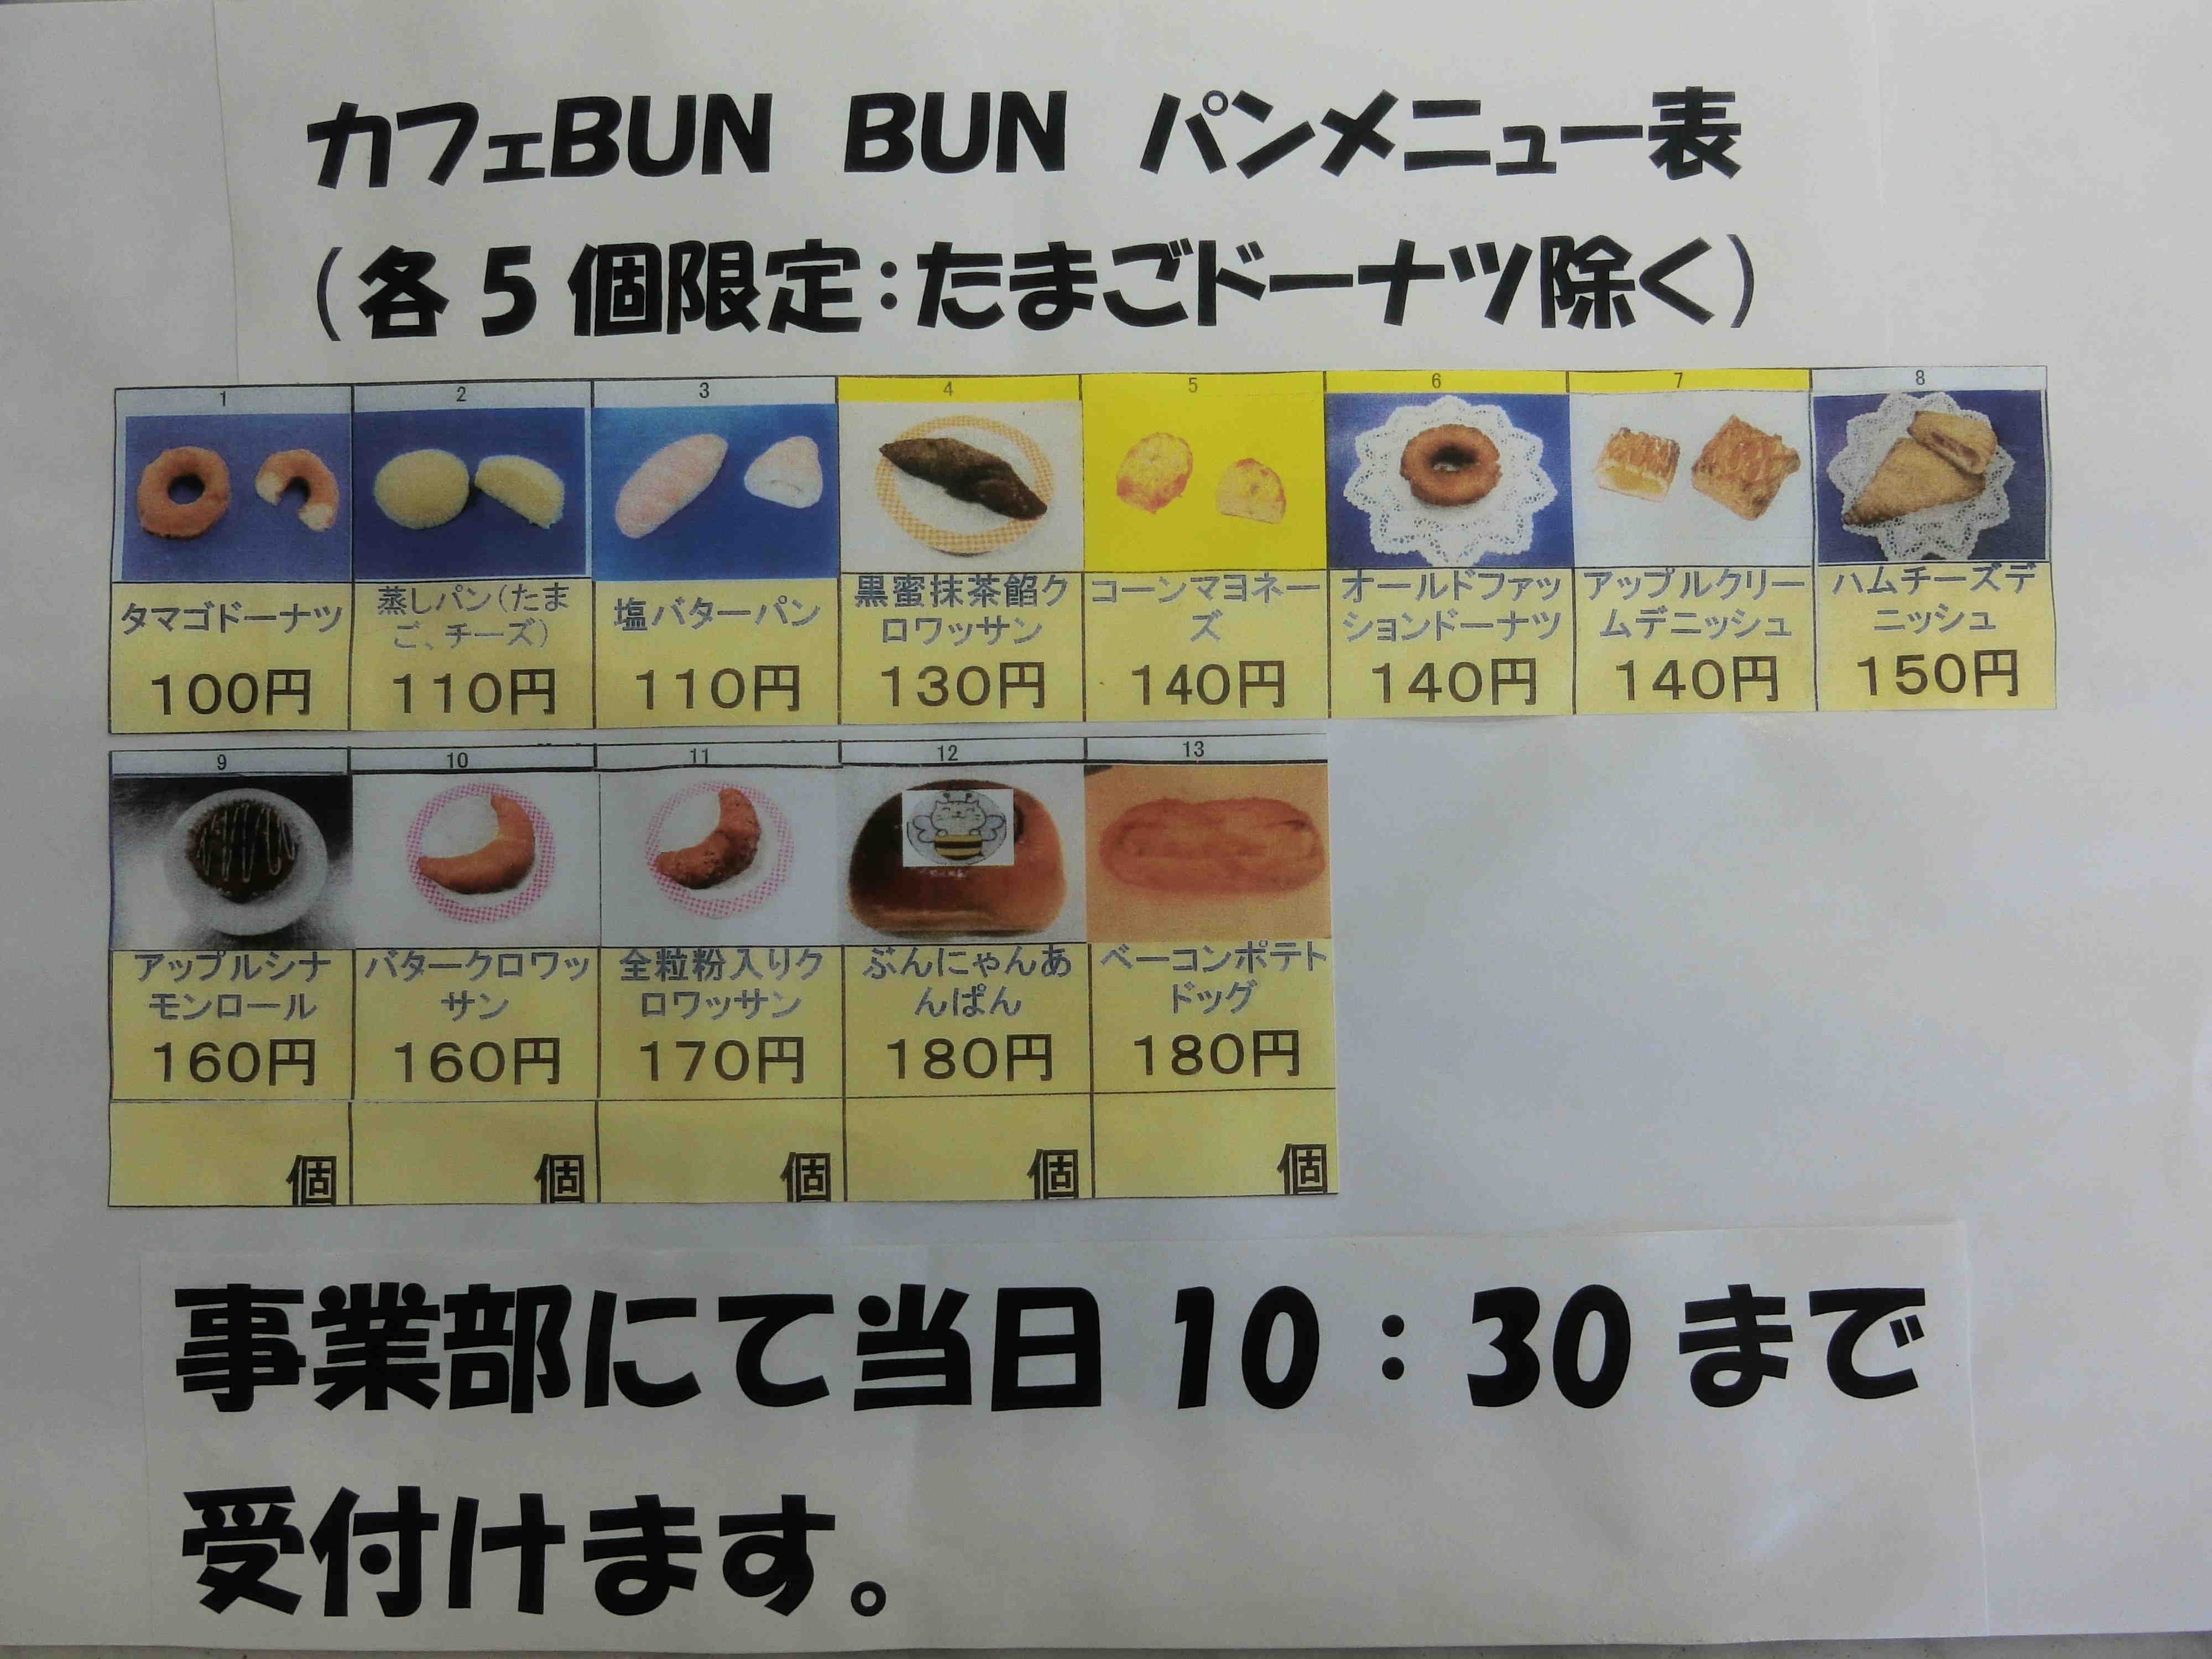 カフェBUN BUN パンメニュー表
(各5個限定:たまごドーナツ除く)
1 2 3 4 5 6 7 8
タマゴドーナツ
100円
蒸しパン(たま
ご、チーズ)
110円
塩バターパン
110円
黒蜜抹茶餡ク
ロワッサン
130円
コーンマヨネー
ズ
140円
オールドファッ
ションドーナツ
140円
アップルクリー
ムデニッシュ
140円
ハムチーズデ
ニッシュ
150円
9 10 11 12 13
アップルシナ
モンロール
160円
バタークロワッ
サン
160円
全粒粉入りク
ロワッサン
170円
ぶんにゃんあ
んぱん
180円
ベーコンポテト
ドッグ
180円
個 個 個 個 個
事業部にて当日 10:30 まで
受付けます。